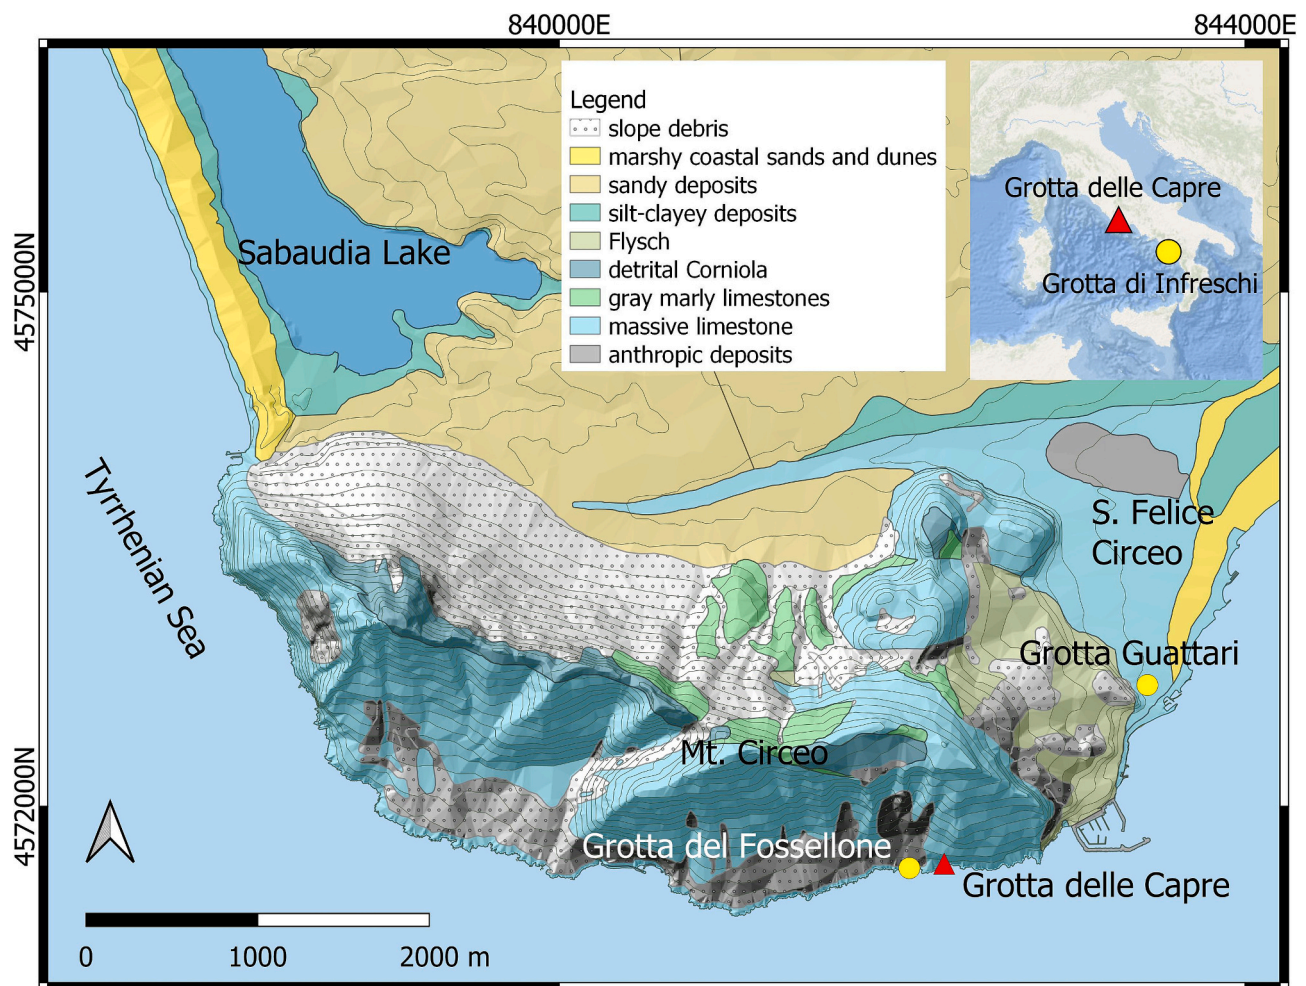 840000E
844000E
Legend
slope debris
marshy coastal sands and dunes
sandy deposits
silt-clayey deposits
Flysch
detrital Corniola
gray marly limestones
massive limestone
anthropic deposits
Grotta delle Capre
Grotta di Infreschi
Sabaudia Lake
4575000N
Tyrrhenian Sea
S. Felice
Circeo
Grotta Guattari
Mt. Circeo
4572000N
Grotta del Fossellone
Grotta delle Capre
0
1000
2000 m